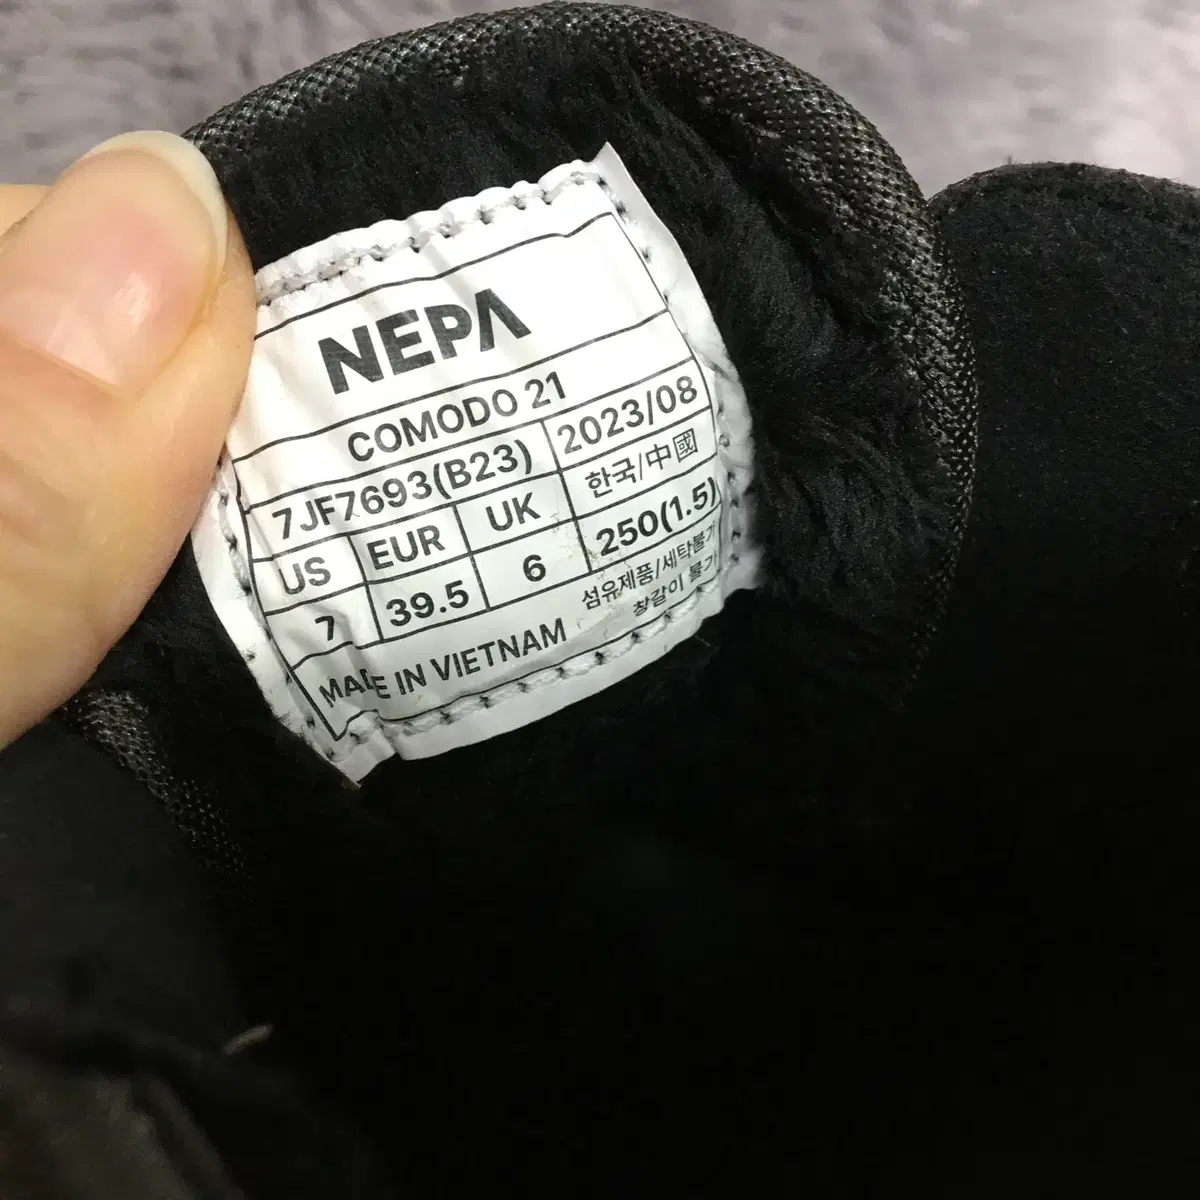 NEPA
COMODO 21
7JF7693(B23) 2023/08
US EUR UK 한국/中國
7 39.5 6 250(1.5)
MADE IN VIETNAM 섬유제품/세탁불가
창갈이 불가